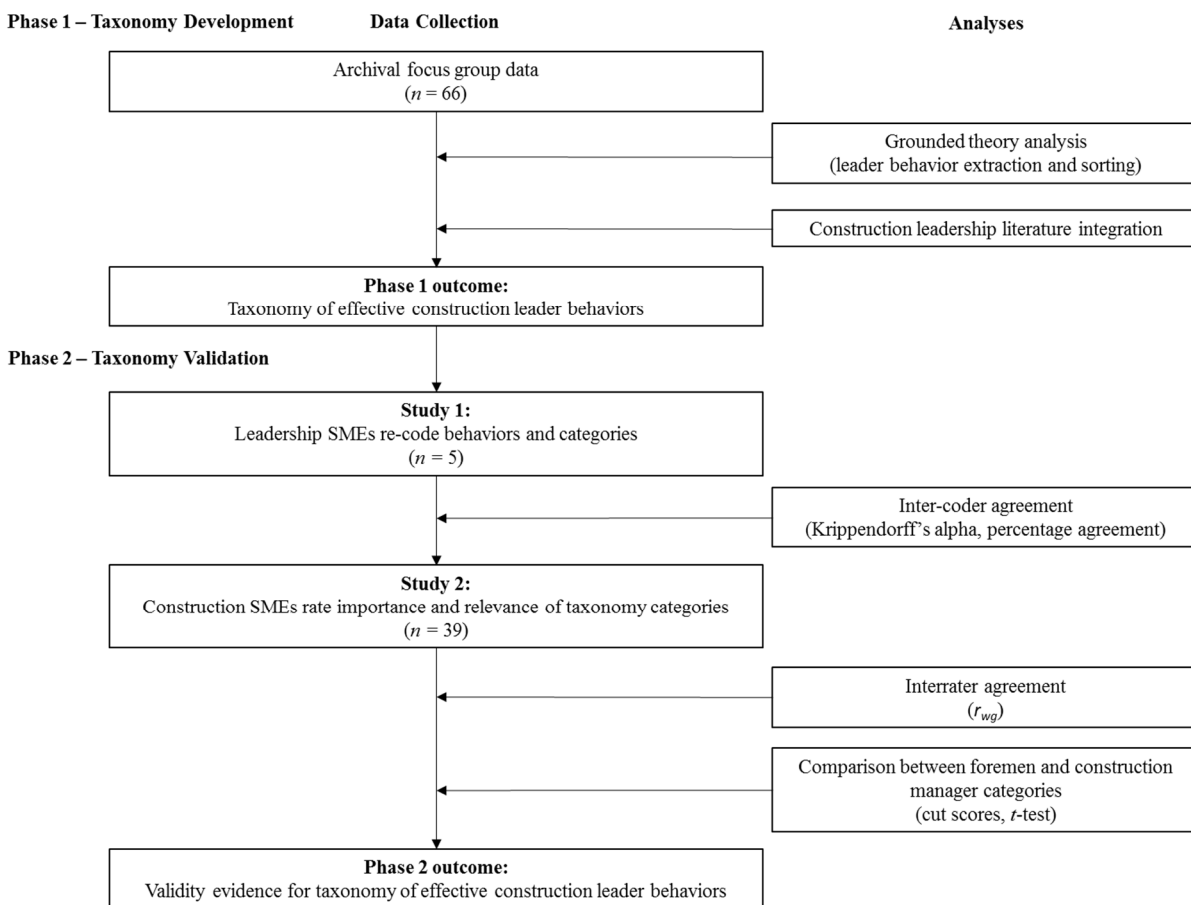 Phase 1 – Taxonomy Development
Data Collection
Analyses
Archival focus group data
(n = 66)
Grounded theory analysis
(leader behavior extraction and sorting)
Construction leadership literature integration
Phase 1 outcome:
Taxonomy of effective construction leader behaviors
Phase 2 – Taxonomy Validation
Study 1:
Leadership SMEs re-code behaviors and categories
(n = 5)
Inter-coder agreement
(Krippendorff’s alpha, percentage agreement)
Study 2:
Construction SMEs rate importance and relevance of taxonomy categories
(n = 39)
Interrater agreement
(rwg)
Comparison between foremen and construction
manager categories
(cut scores, t-test)
Phase 2 outcome:
Validity evidence for taxonomy of effective construction leader behaviors